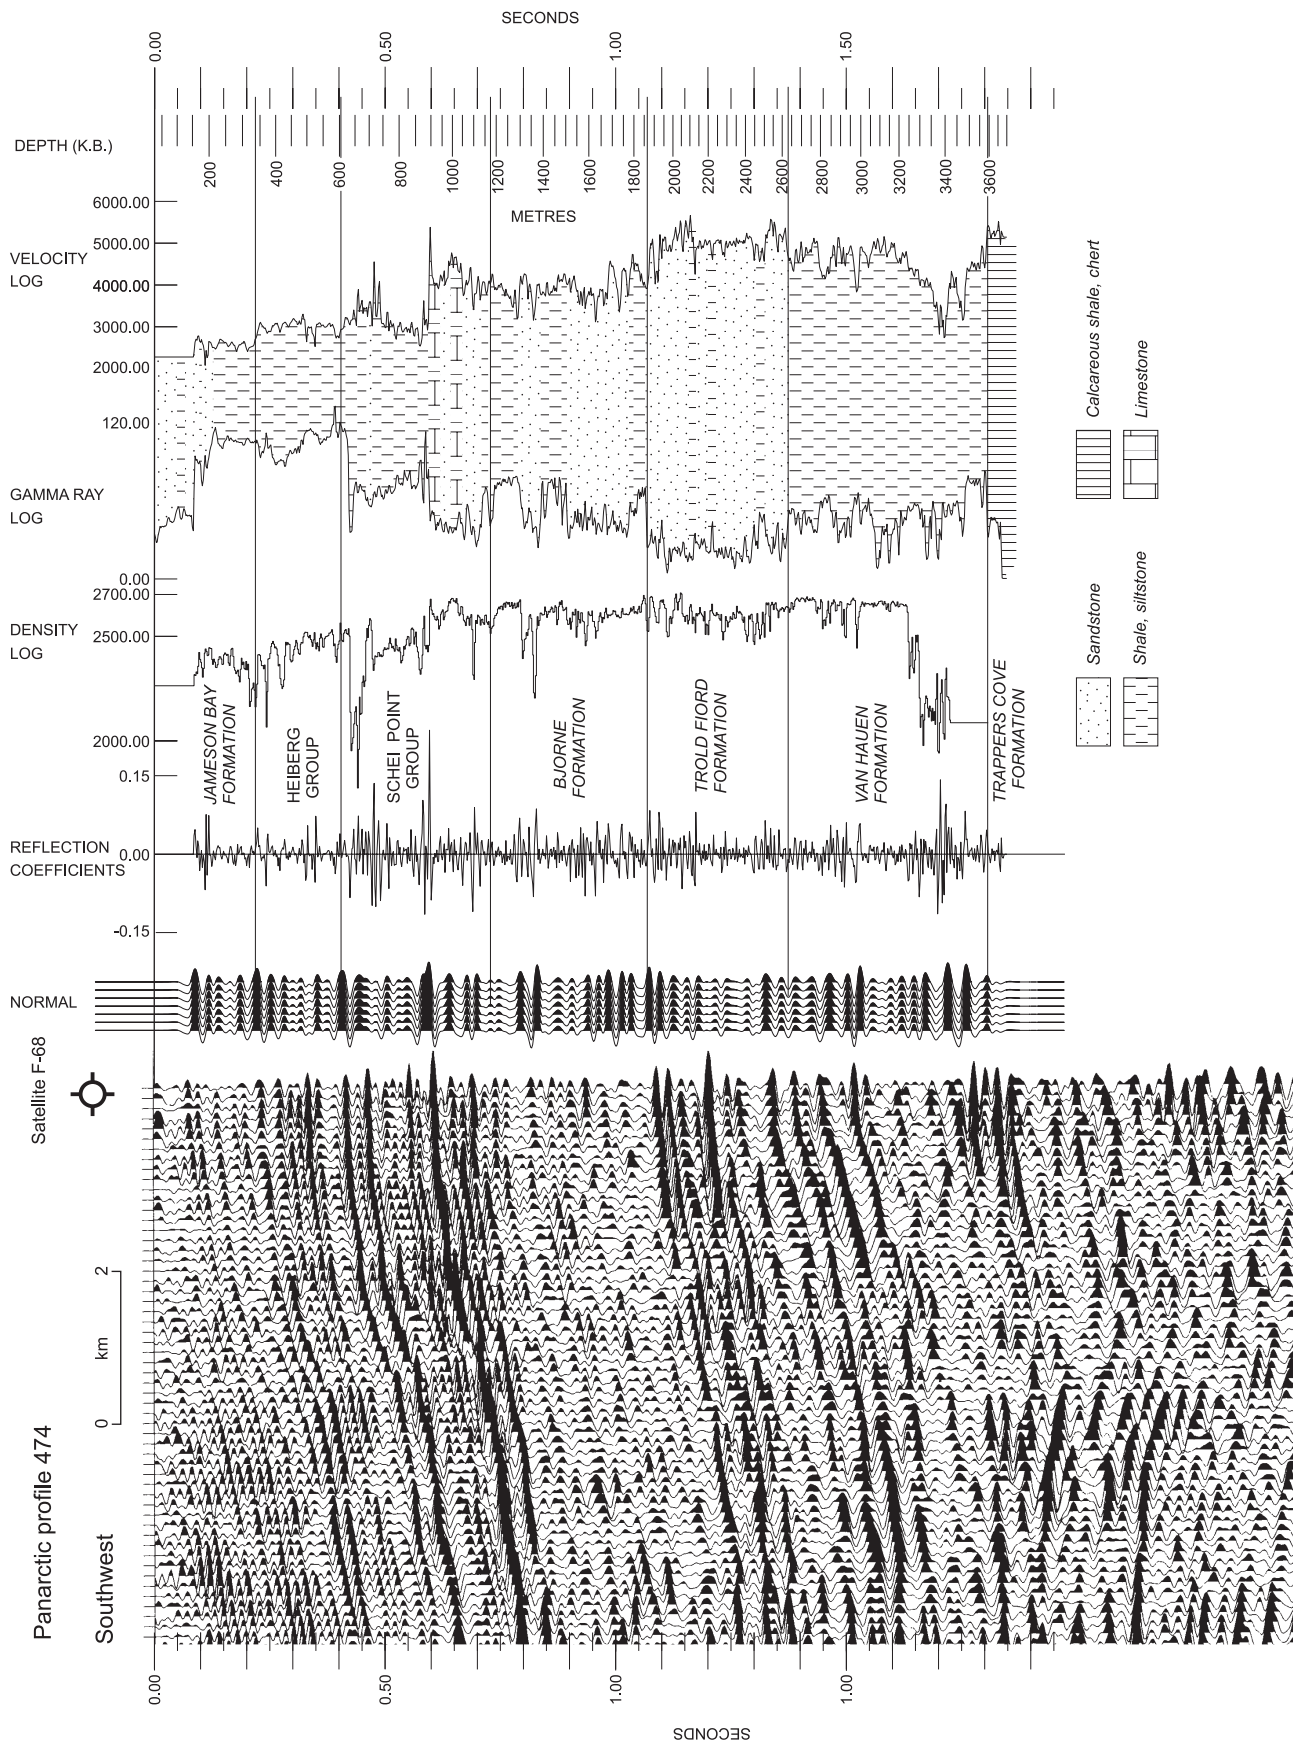 SECONDS
0.00
0.50
1.00
1.50
DEPTH (K.B.)
200
400
600
800
1000
1200
1400
1600
1800
2000
2200
2400
2600
2800
3000
3200
3400
3600
METRES
VELOCITY
LOG
6000.00
5000.00
4000.00
3000.00
2000.00
GAMMA RAY
LOG
120.00
0.00
DENSITY
LOG
2700.00
2500.00
2000.00
JAMESON BAY
FORMATION
HEIBERG
GROUP
SCHEI POINT
GROUP
BJORNE
FORMATION
TROLD FIORD
FORMATION
VAN HAUEN
FORMATION
TRAPPERS COVE
FORMATION
REFLECTION
COEFFICIENTS
0.15
0.00
-0.15
NORMAL
Calcareous shale, chert
Limestone
Sandstone
Shale, siltstone
Satellite F-68
2
km
0
Panarctic profile 474
Southwest
0.00
0.50
1.00
1.00
SECONDS